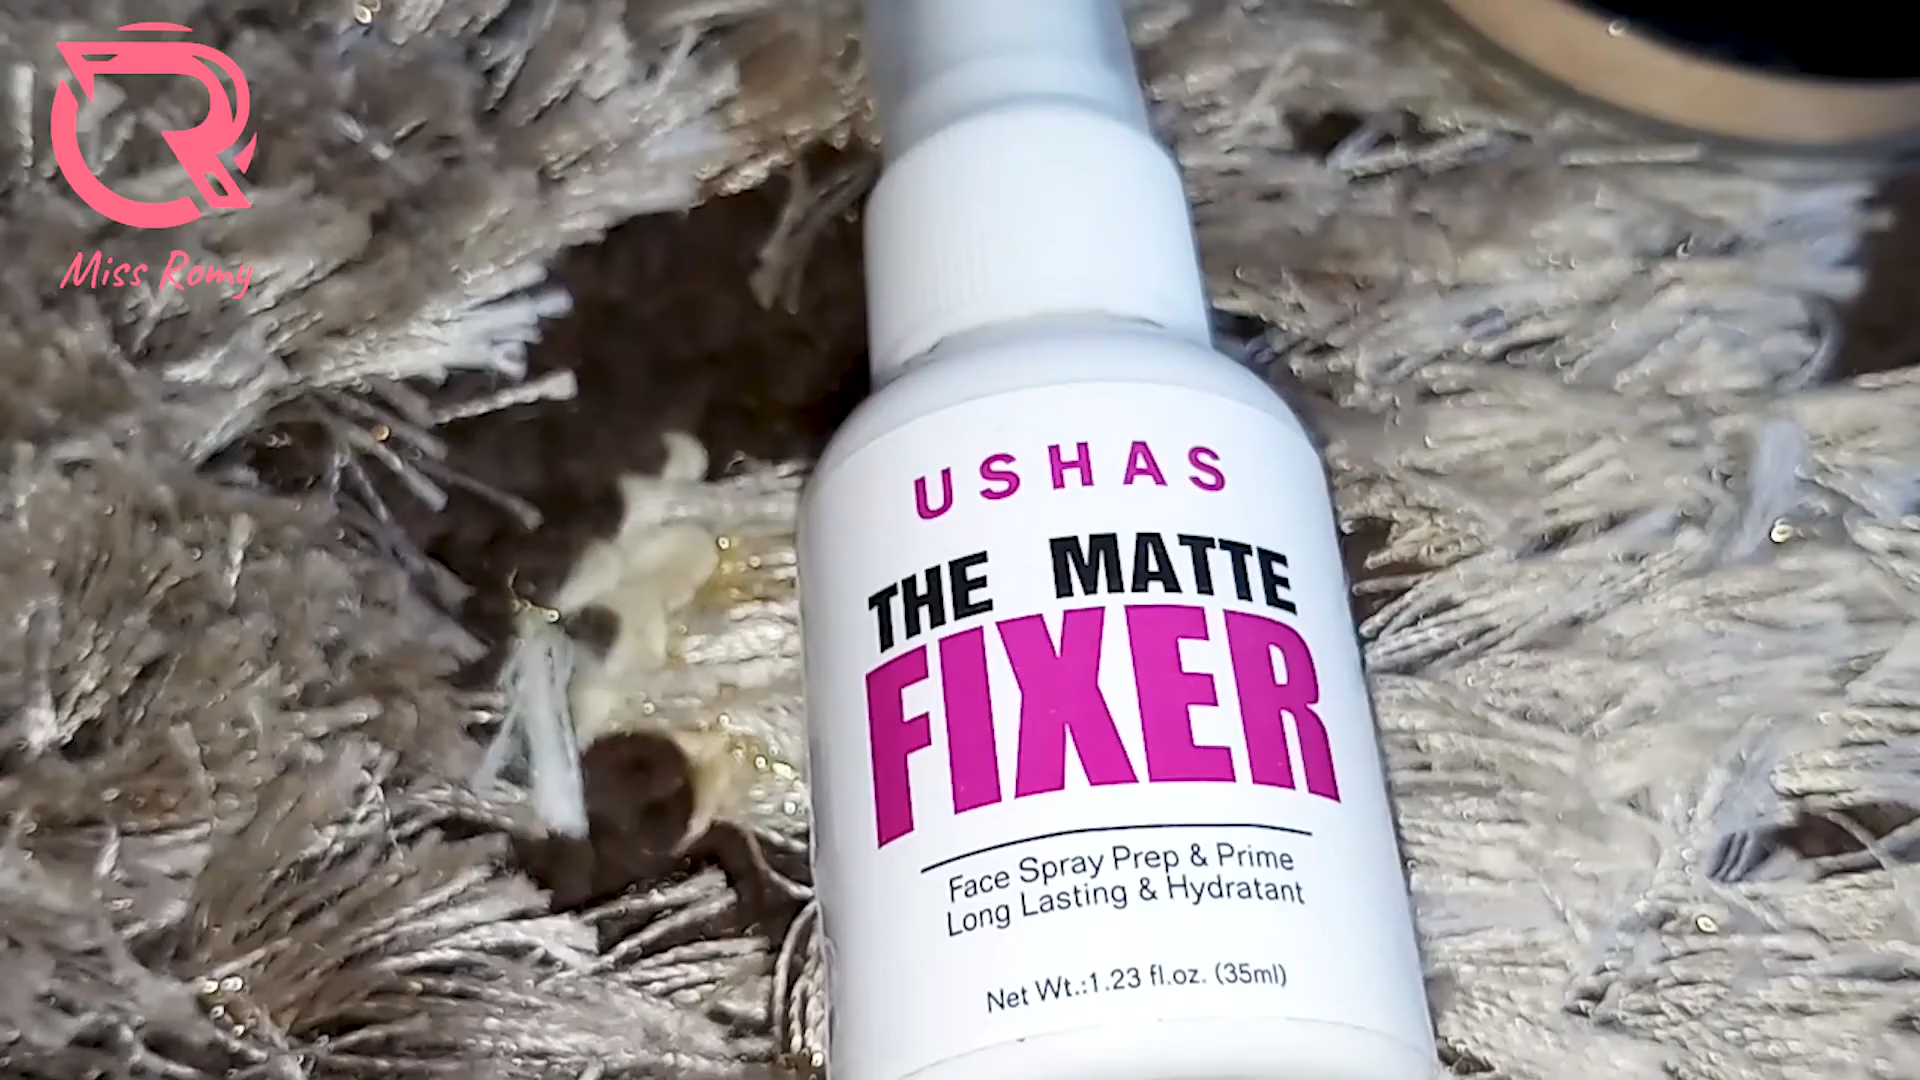 Miss Romy
USHAS
THE MATTE
FIXER
Face Spray Prep & Prime
Long Lasting & Hydratant
Net Wt.:1.23 fl.oz. (35ml)